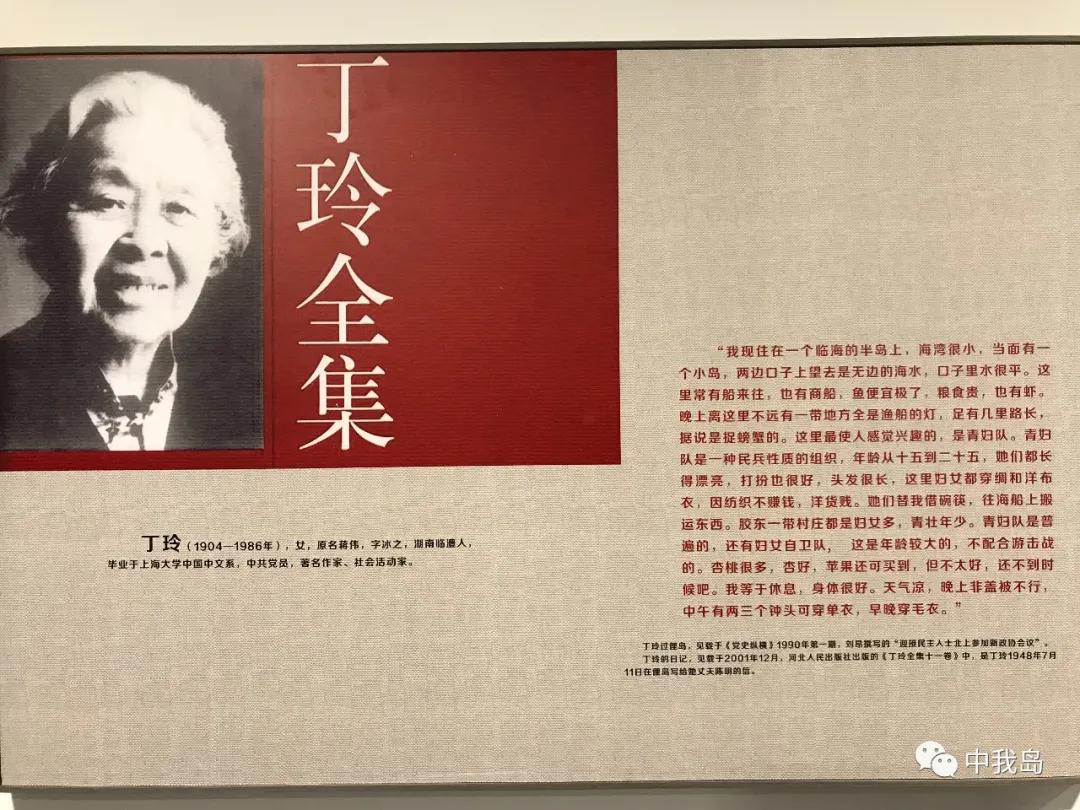 丁玲全集
丁玲（1904—1986年），女，原名蒋伟，字冰之，湖南临澧人，
毕业于上海大学中国中文系，中共党员，著名作家、社会活动家。
“我现住在一个临海的半岛上，海湾很小，当面有一
个小岛，两边口子上望去是无边的海水，口子里水很平。这
里常有船来往，也有商船，鱼便宜极了，粮食贵，也有虾。
晚上离这里不远有一带地方全是渔船的灯，足有几里路长，
据说是捉螃蟹的。这里最使人感觉兴趣的，是青妇队。青妇
队是一种民兵性质的组织，年龄从十五到二十五，她们都长
得漂亮，打扮也很好，头发很长，这里妇女都穿绸和洋布
衣，因纺织不赚钱，洋货贱。她们替我借碗筷，往海船上搬
运东西。胶东一带村庄都是妇女多，青壮年少。青妇队是普
遍的，还有妇女自卫队，这是年龄较大的，不配合游击战
的。杏桃很多，杏好，苹果还可买到，但不太好，还不到时
候吧。我等于休息，身体很好。天气凉，晚上非盖被不行，
中午有两三个钟头可穿单衣，早晚穿毛衣。”
丁玲过俚岛，见载于《党史纵横》1990年第一期，刘昂撰写的“迎接民主人士北上参加新政协会议”。
丁玲的日记，见载于2001年12月，河北人民出版社出版的《丁玲全集十一卷》中，是丁玲1948年7月
11日在俚岛写给她丈夫陈明的信。
中我岛